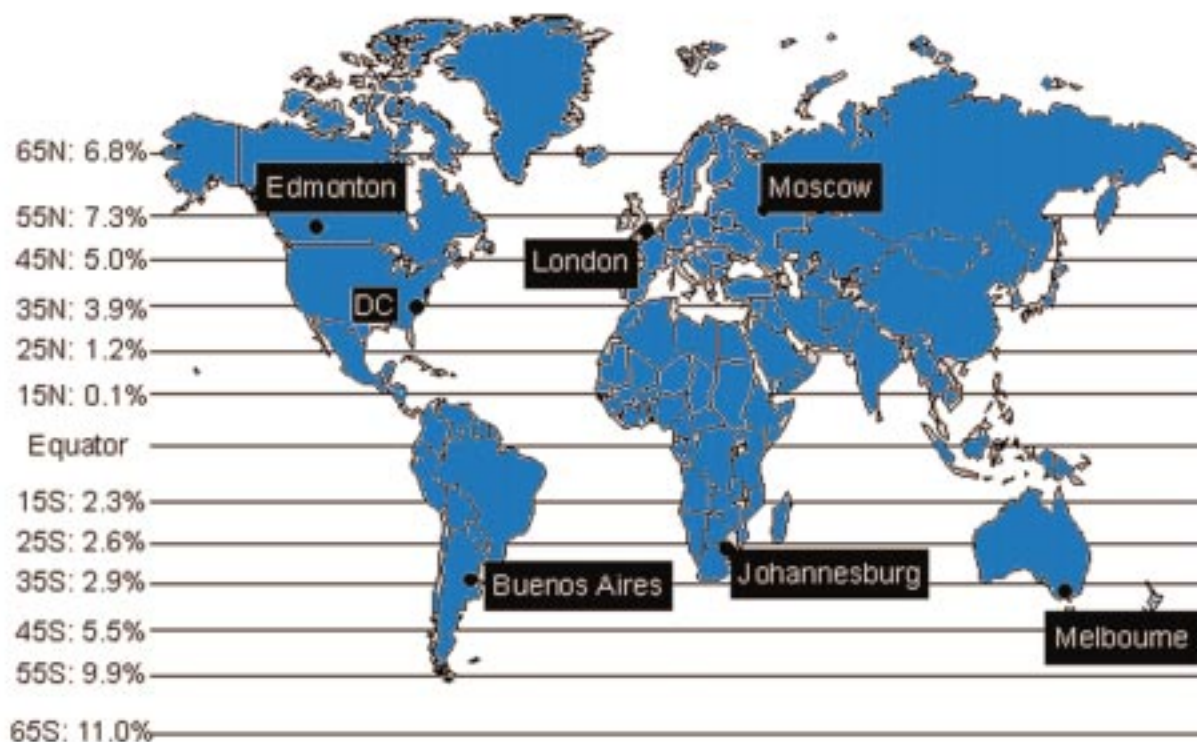 65N: 6.8%
Edmonton
Moscow
55N: 7.3%
London
45N: 5.0%
DC
35N: 3.9%
25N: 1.2%
15N: 0.1%
Equator
15S: 2.3%
25S: 2.6%
Johannesburg
35S: 2.9%
Buenos Aires
45S: 5.5%
Melbourne
55S: 9.9%
65S: 11.0%